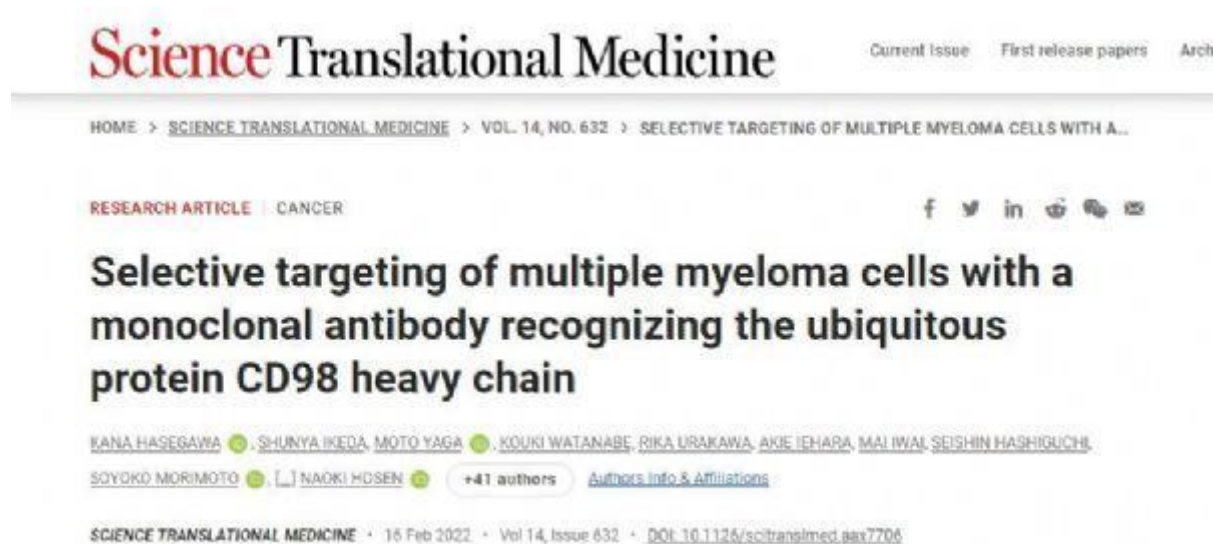 Science Translational Medicine
Current Issue First release papers Arch
HOME > SCIENCE TRANSLATIONAL MEDICINE > VOL. 14, NO. 632 > SELECTIVE TARGETING OF MULTIPLE MYELOMA CELLS WITH A...
RESEARCH ARTICLE | CANCER
Selective targeting of multiple myeloma cells with a
monoclonal antibody recognizing the ubiquitous
protein CD98 heavy chain
KANA HASEGAWA, SHUNYA IKEDA, MOTO YAGA, KOUKI WATANABE, RIKA URAKAWA, AKIE IEHARA, MAI IWAI, SEISHIN HASHIGUCHI,
SOYOKO MORIMOTO, [...] NAOKI HOSEN +41 authors Authors Info & Affiliations
SCIENCE TRANSLATIONAL MEDICINE • 16 Feb 2022 • Vol 14, Issue 632 • DOI: 10.1126/scitranslmed.aax7706